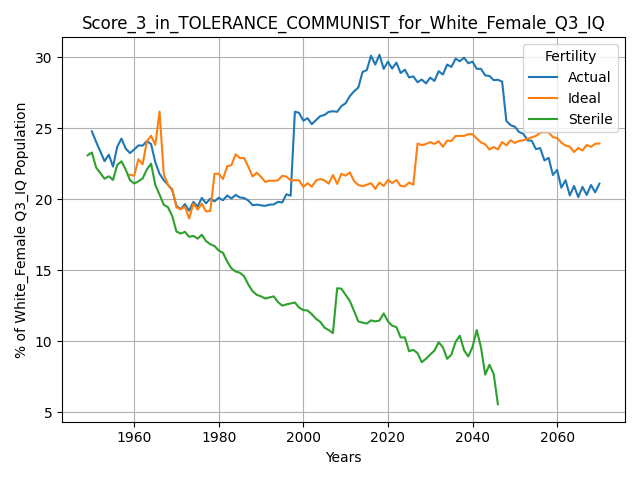 Score_3_in_TOLERANCE_COMMUNIST_for_White_Female_Q3_IQ
Fertility
Actual
Ideal
Sterile
% of White_Female Q3_IQ Population
30
25
20
15
10
5
1960 1980 2000 2020 2040 2060
Years